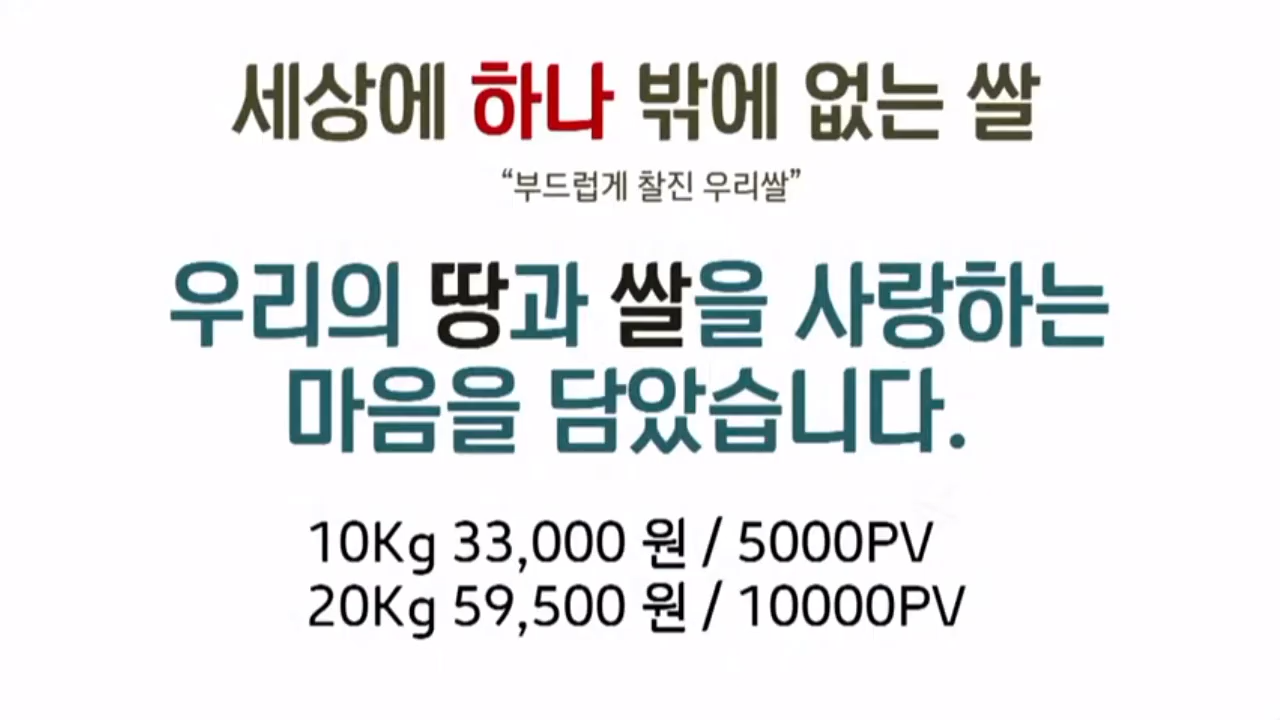 세상에 하나 밖에 없는 쌀
“부드럽게 찰진 우리쌀”
우리의 땅과 쌀을 사랑하는
마음을 담았습니다.
10Kg 33,000 원 / 5000PV
20Kg 59,500 원 / 10000PV